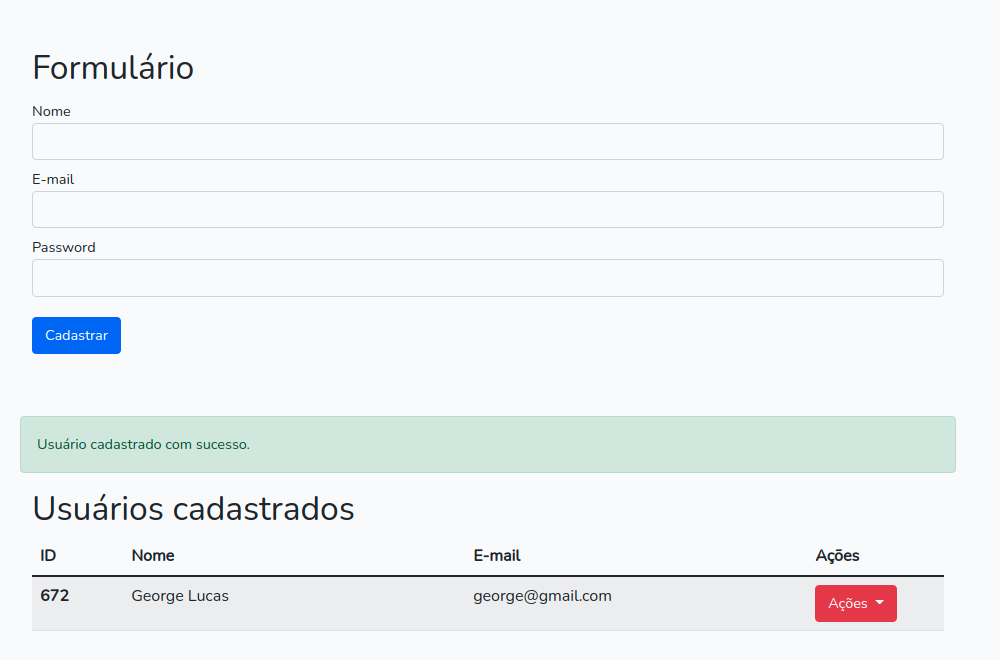 Formulário
Nome
E-mail
Password
Cadastrar
Usuário cadastrado com sucesso.
Usuários cadastrados
ID Nome E-mail Ações
672 George Lucas george@gmail.com Ações